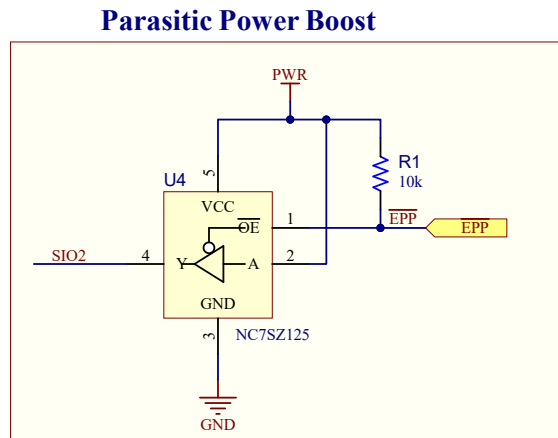 Parasitic Power Boost
PWR
U4
5
VCC
R1
10k
OE
1
EPP
EPP
SIO2
4
Y
A
2
GND
3
NC7SZ125
GND